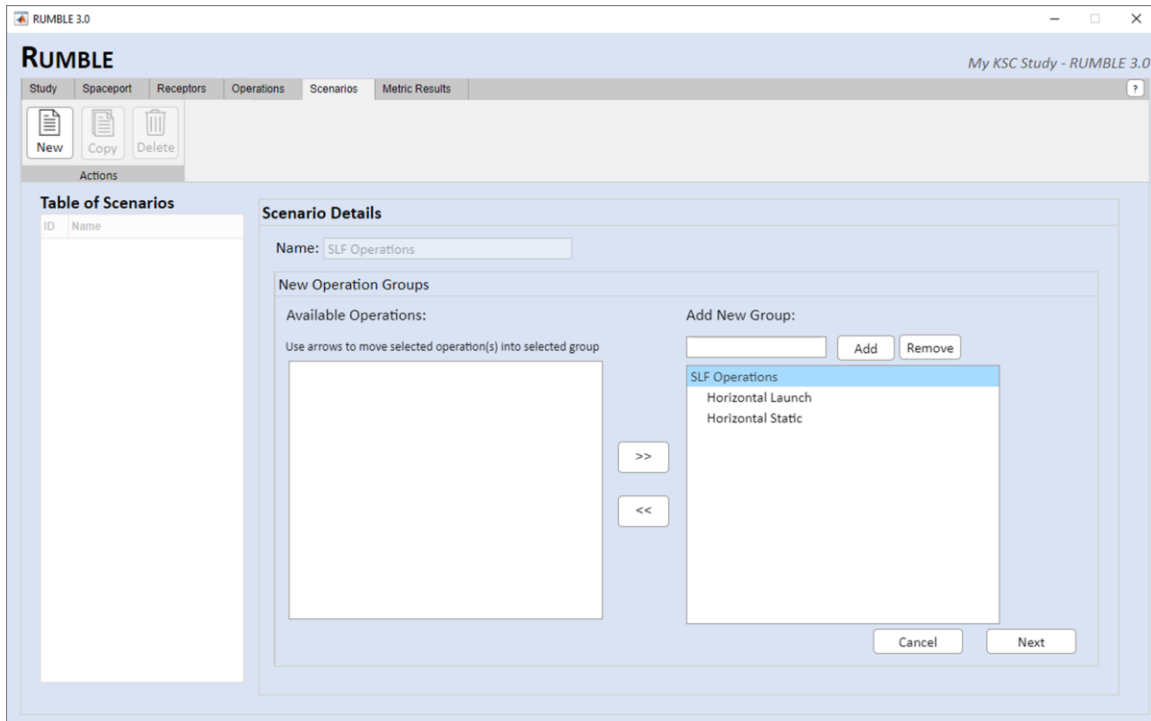 RUMBLE 3.0
RUMBLE
My KSC Study - RUMBLE 3.0
Study Spaceport Receptors Operations Scenarios Metric Results ?
New Copy Delete
Actions
Table of Scenarios
ID Name
Scenario Details
Name: SLF Operations
New Operation Groups
Available Operations:
Use arrows to move selected operation(s) into selected group
>>
<<
Add New Group:
Add Remove
SLF Operations
Horizontal Launch
Horizontal Static
Cancel Next